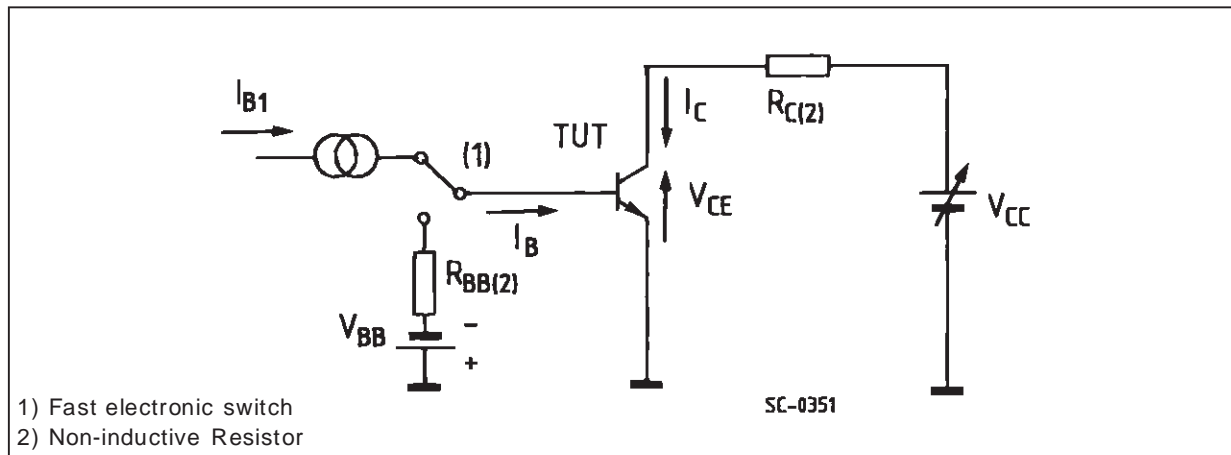 I_B1
(1)
TUT
I_C
R_C(2)
V_CE
V_CC
I_B
R_BB(2)
V_BB
−
+
SC-0351
1) Fast electronic switch
2) Non-inductive Resistor